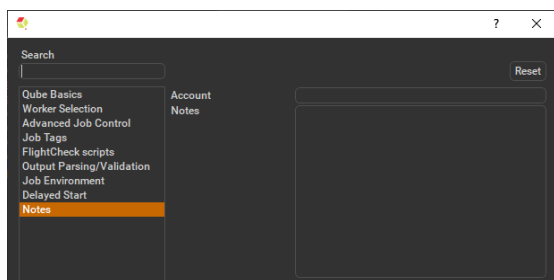 ?
Search
Reset
Qube Basics
Worker Selection
Advanced Job Control
Job Tags
FlightCheck scripts
Output Parsing/Validation
Job Environment
Delayed Start
Notes
Account
Notes